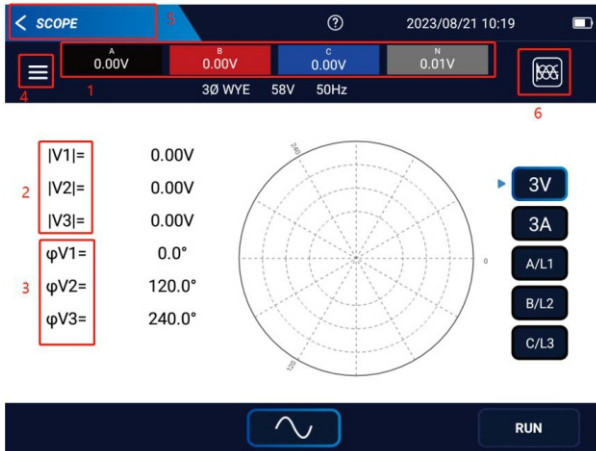 SCOPE 5 ? 2023/08/21 10:19
A B C N
0.00V 0.00V 0.00V 0.01V
4 1 3Ø WYE 58V 50Hz 6
|V1|= 0.00V
2 |V2|= 0.00V
|V3|= 0.00V
φV1= 0.0°
3 φV2= 120.0°
φV3= 240.0°
240
0
120
3V
3A
A/L1
B/L2
C/L3
RUN